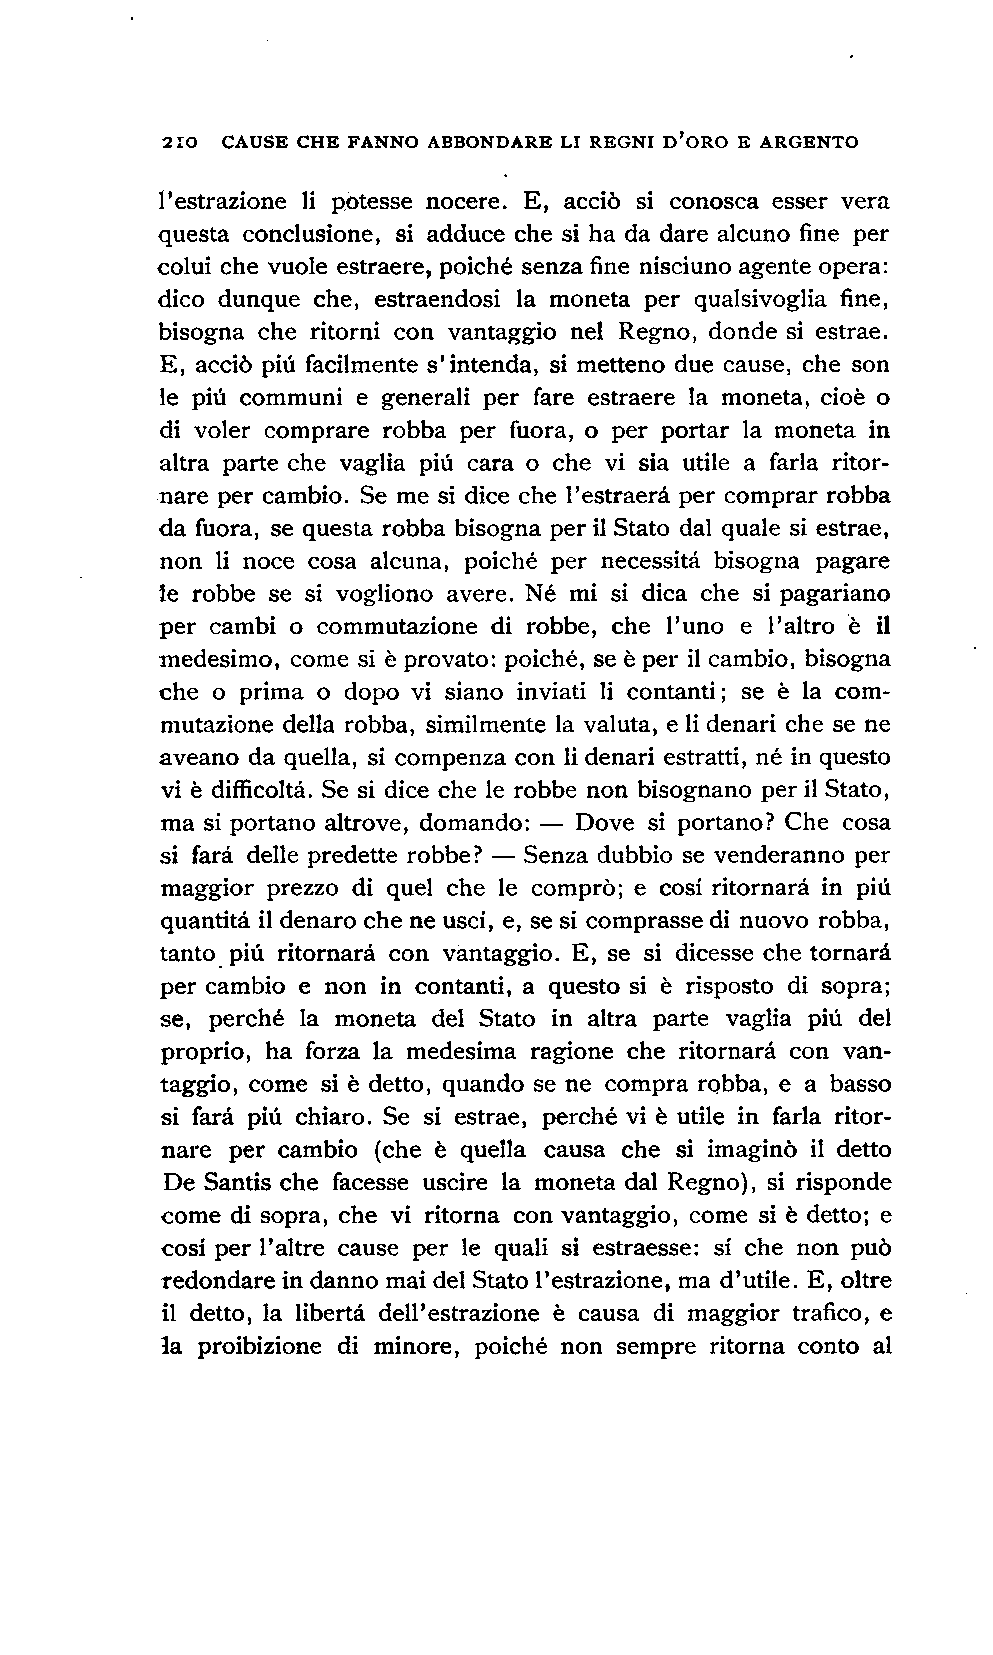 210 CAUSE CHE FANNO ABBONDARE LI REGNI D'ORO E ARGENTO
l'estrazione li potesse nocere. E, acciò si conosca esser vera
questa conclusione, si adduce che si ha da dare alcuno fine per
colui che vuole estraere, poiché senza fine nisciuno agente opera:
dico dunque che, estraendosi la moneta per qualsivoglia fine,
bisogna che ritorni con vantaggio nel Regno, donde si estrae.
E, acciò piú facilmente s'intenda, si metteno due cause, che son
le piú communi e generali per fare estraere la moneta, cioè o
di voler comprare robba per fuora, o per portar la moneta in
altra parte che vaglia piú cara o che vi sia utile a farla ritor-
nare per cambio. Se me si dice che l'estraerá per comprar robba
da fuora, se questa robba bisogna per il Stato dal quale si estrae,
non li noce cosa alcuna, poiché per necessitá bisogna pagare
le robbe se si vogliono avere. Né mi si dica che si pagariano
per cambi o commutazione di robbe, che l'uno e l'altro è il
medesimo, come si è provato: poiché, se è per il cambio, bisogna
che o prima o dopo vi siano inviati li contanti; se è la com-
mutazione della robba, similmente la valuta, e li denari che se ne
aveano da quella, si compenza con li denari estratti, né in questo
vi è difficoltá. Se si dice che le robbe non bisognano per il Stato,
ma si portano altrove, domando: — Dove si portano? Che cosa
si fará delle predette robbe? — Senza dubbio se venderanno per
maggior prezzo di quel che le comprò; e cosí ritornará in piú
quantitá il denaro che ne uscí, e, se si comprasse di nuovo robba,
tanto piú ritornará con vantaggio. E, se si dicesse che tornará
per cambio e non in contanti, a questo si è risposto di sopra;
se, perché la moneta del Stato in altra parte vaglia piú del
proprio, ha forza la medesima ragione che ritornará con van-
taggio, come si è detto, quando se ne compra robba, e a basso
si fará piú chiaro. Se si estrae, perché vi è utile in farla ritor-
nare per cambio (che è quella causa che si imaginò il detto
De Santis che facesse uscire la moneta dal Regno), si risponde
come di sopra, che vi ritorna con vantaggio, come si è detto; e
cosí per l'altre cause per le quali si estraesse: sí che non può
redondare in danno mai del Stato l'estrazione, ma d'utile. E, oltre
il detto, la libertá dell'estrazione è causa di maggior trafico, e
la proibizione di minore, poiché non sempre ritorna conto al